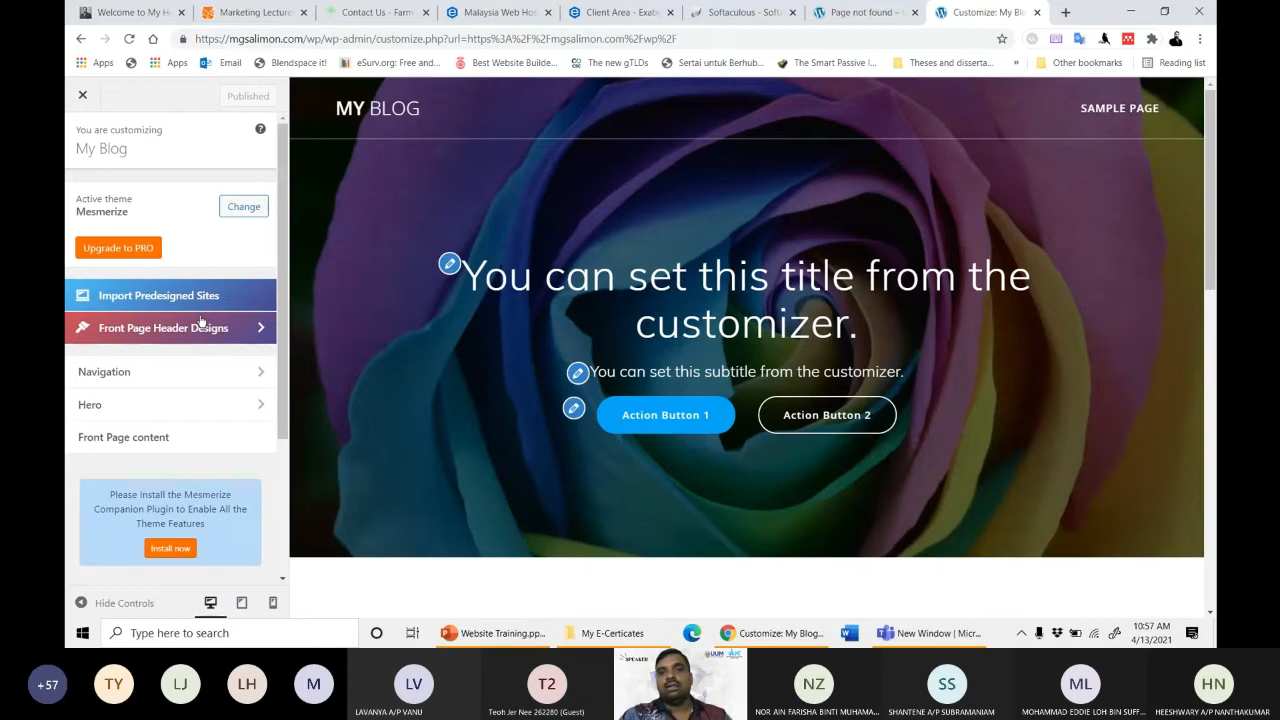 Welcome to My H
Marketing Lecture
Contact Us - Farm
Malaysia Web Hos
Client Area - Exab
Softaculous - Soft
Page not found –
Customize: My Blo
https://mgsalimon.com/wp/wp-admin/customize.php?url=https%3A%2F%2Fmgsalimon.com%2Fwp%2F
Apps
Apps
Email
Blendspace it!
eSurv.org: Free and...
Best Website Builde...
The new gTLDs
Sertai untuk Berhub...
The Smart Passive I...
Theses and disserta...
»
Other bookmarks
Reading list
Published
You are customizing
My Blog
Active theme
Mesmerize
Change
Upgrade to PRO
Import Predesigned Sites
Front Page Header Designs
Navigation
Hero
Front Page content
Please Install the Mesmerize
Companion Plugin to Enable All the
Theme Features
Install now
Hide Controls
MY BLOG
SAMPLE PAGE
You can set this title from the
customizer.
You can set this subtitle from the customizer.
Action Button 1
Action Button 2
Type here to search
Website Training.pp...
My E-Certicates
Customize: My Blog...
New Window | Micr...
10:57 AM
4/13/2021
+57
TY
LJ
LH
M
LV
LAVANYA A/P VANU
T2
Teoh Jer Nee 262280 (Guest)
SPEAKER
UUM
NZ
NOR AIN FARISHA BINTI MUHAMA...
SS
SHANTENE A/P SUBRAMANIAM
ML
MOHAMMAD EDDIE LOH BIN SUFF...
HN
HEESHWARY A/P NANTHAKUMAR